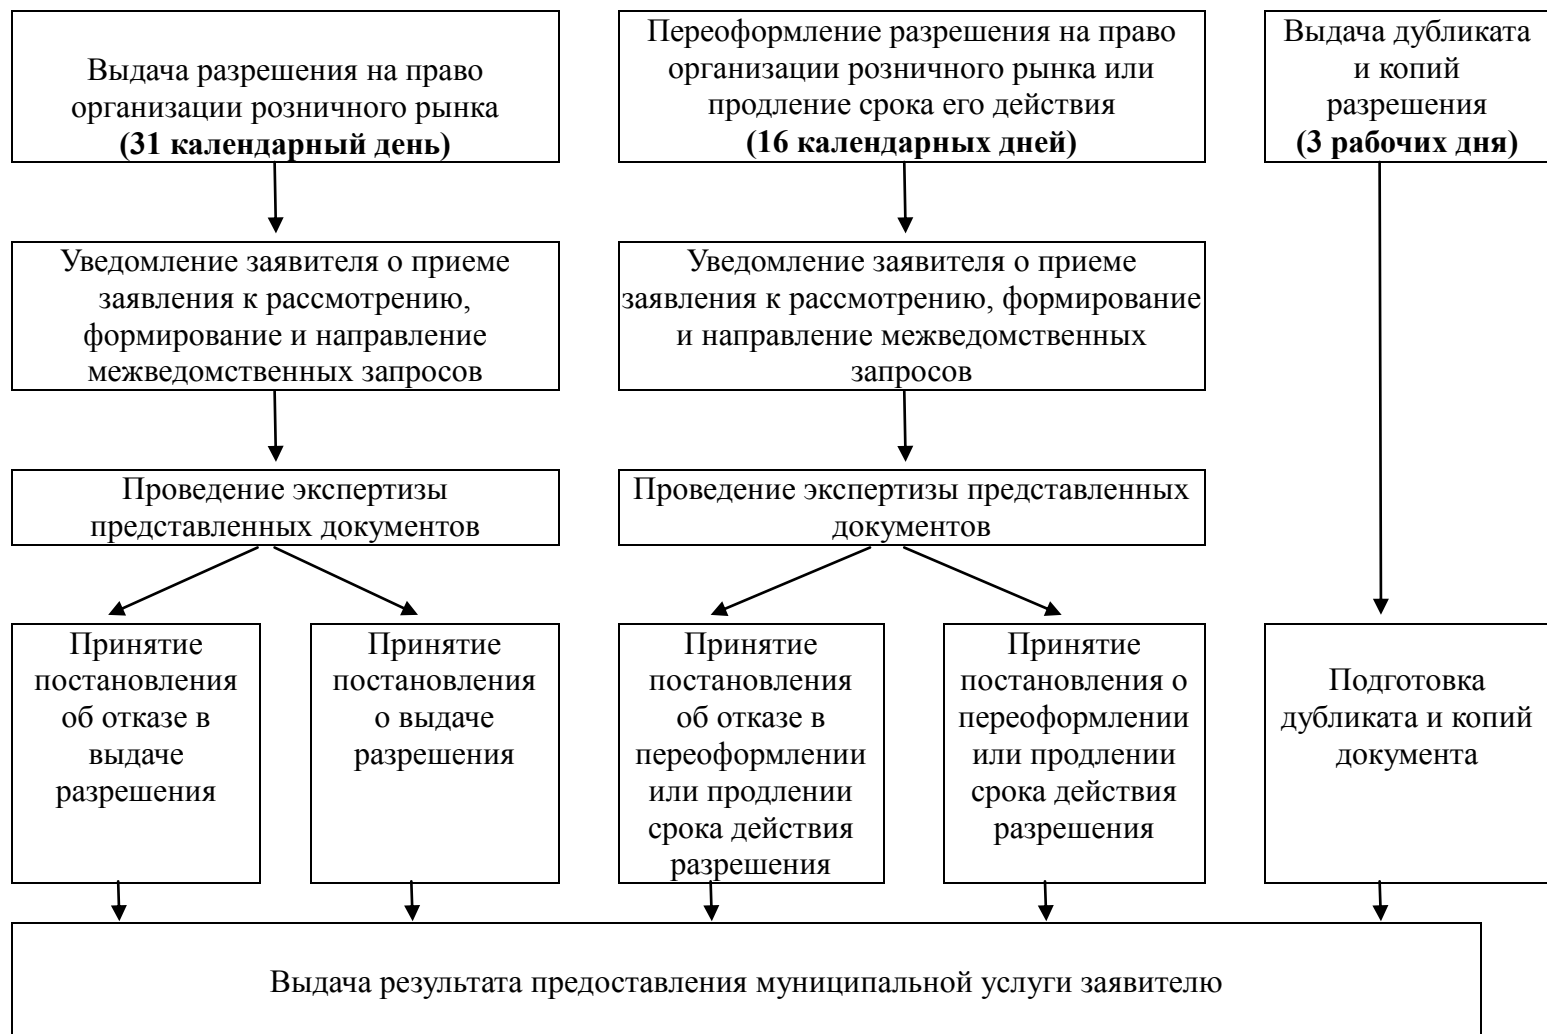 Выдача разрешения на право
организации розничного рынка
(31 календарный день)
Переоформление разрешения на право
организации розничного рынка или
продление срока его действия
(16 календарных дней)
Выдача дубликата
и копий
разрешения
(3 рабочих дня)
Уведомление заявителя о приеме
заявления к рассмотрению,
формирование и направление
межведомственных запросов
Уведомление заявителя о приеме
заявления к рассмотрению, формирование
и направление межведомственных
запросов
Проведение экспертизы
представленных документов
Проведение экспертизы представленных
документов
Принятие
постановления
об отказе в
выдаче
разрешения
Принятие
постановления
о выдаче
разрешения
Принятие
постановления
об отказе в
переоформлении
или продлении
срока действия
разрешения
Принятие
постановления о
переоформлении
или продлении
срока действия
разрешения
Подготовка
дубликата и копий
документа
Выдача результата предоставления муниципальной услуги заявителю